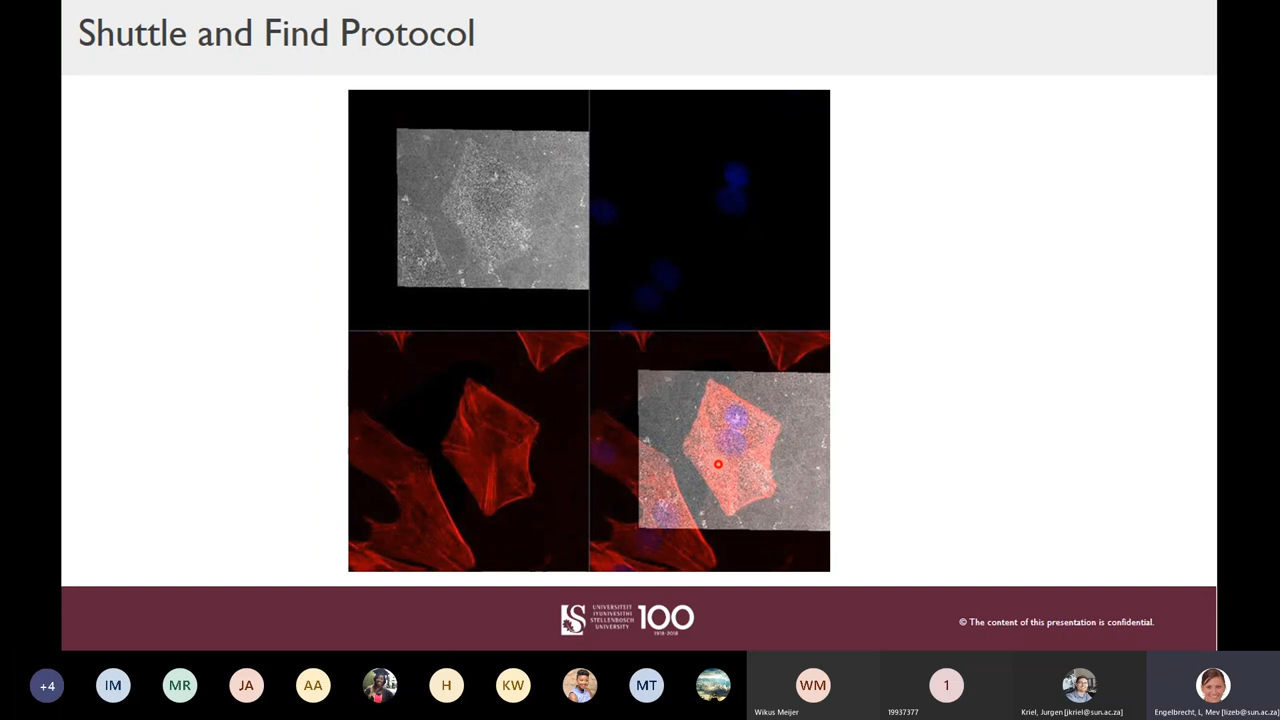 Shuttle and Find Protocol
UNIVERSITEIT
IYUNIVESITHI
STELLENBOSCH
UNIVERSITY
100
1918·2018
© The content of this presentation is confidential.
+4
IM
MR
JA
AA
H
KW
MT
WM
1
Wikus Meijer
19937377
Kriel, Jurgen [jkriel@sun.ac.za]
Engelbrecht, L, Mev [lizeb@sun.ac.za]